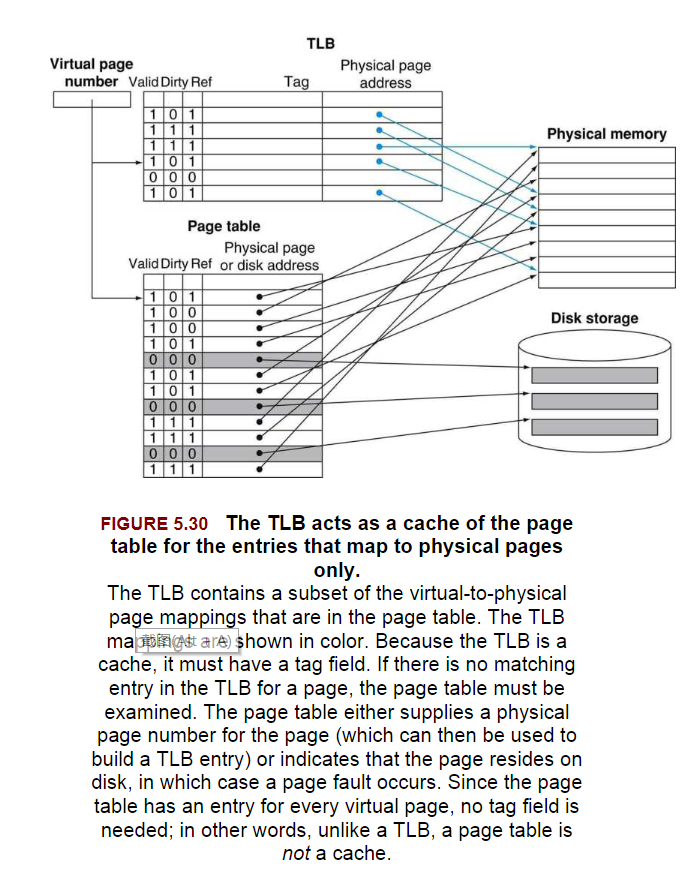 TLB
Virtual page
number
Valid Dirty Ref
Tag
Physical page
address
1 0 1
1 1 1
1 1 1
1 0 1
0 0 0
1 0 1
Physical memory
Page table
Physical page
Valid Dirty Ref or disk address
1 0 1
1 0 0
1 0 0
1 0 1
0 0 0
1 0 1
1 0 1
0 0 0
1 1 1
1 1 1
0 0 0
1 1 1
Disk storage
FIGURE 5.30 The TLB acts as a cache of the page
table for the entries that map to physical pages
only.
The TLB contains a subset of the virtual-to-physical
page mappings that are in the page table. The TLB
mappings are shown in color. Because the TLB is a
截图(Alt + A)
cache, it must have a tag field. If there is no matching
entry in the TLB for a page, the page table must be
examined. The page table either supplies a physical
page number for the page (which can then be used to
build a TLB entry) or indicates that the page resides on
disk, in which case a page fault occurs. Since the page
table has an entry for every virtual page, no tag field is
needed; in other words, unlike a TLB, a page table is
not a cache.